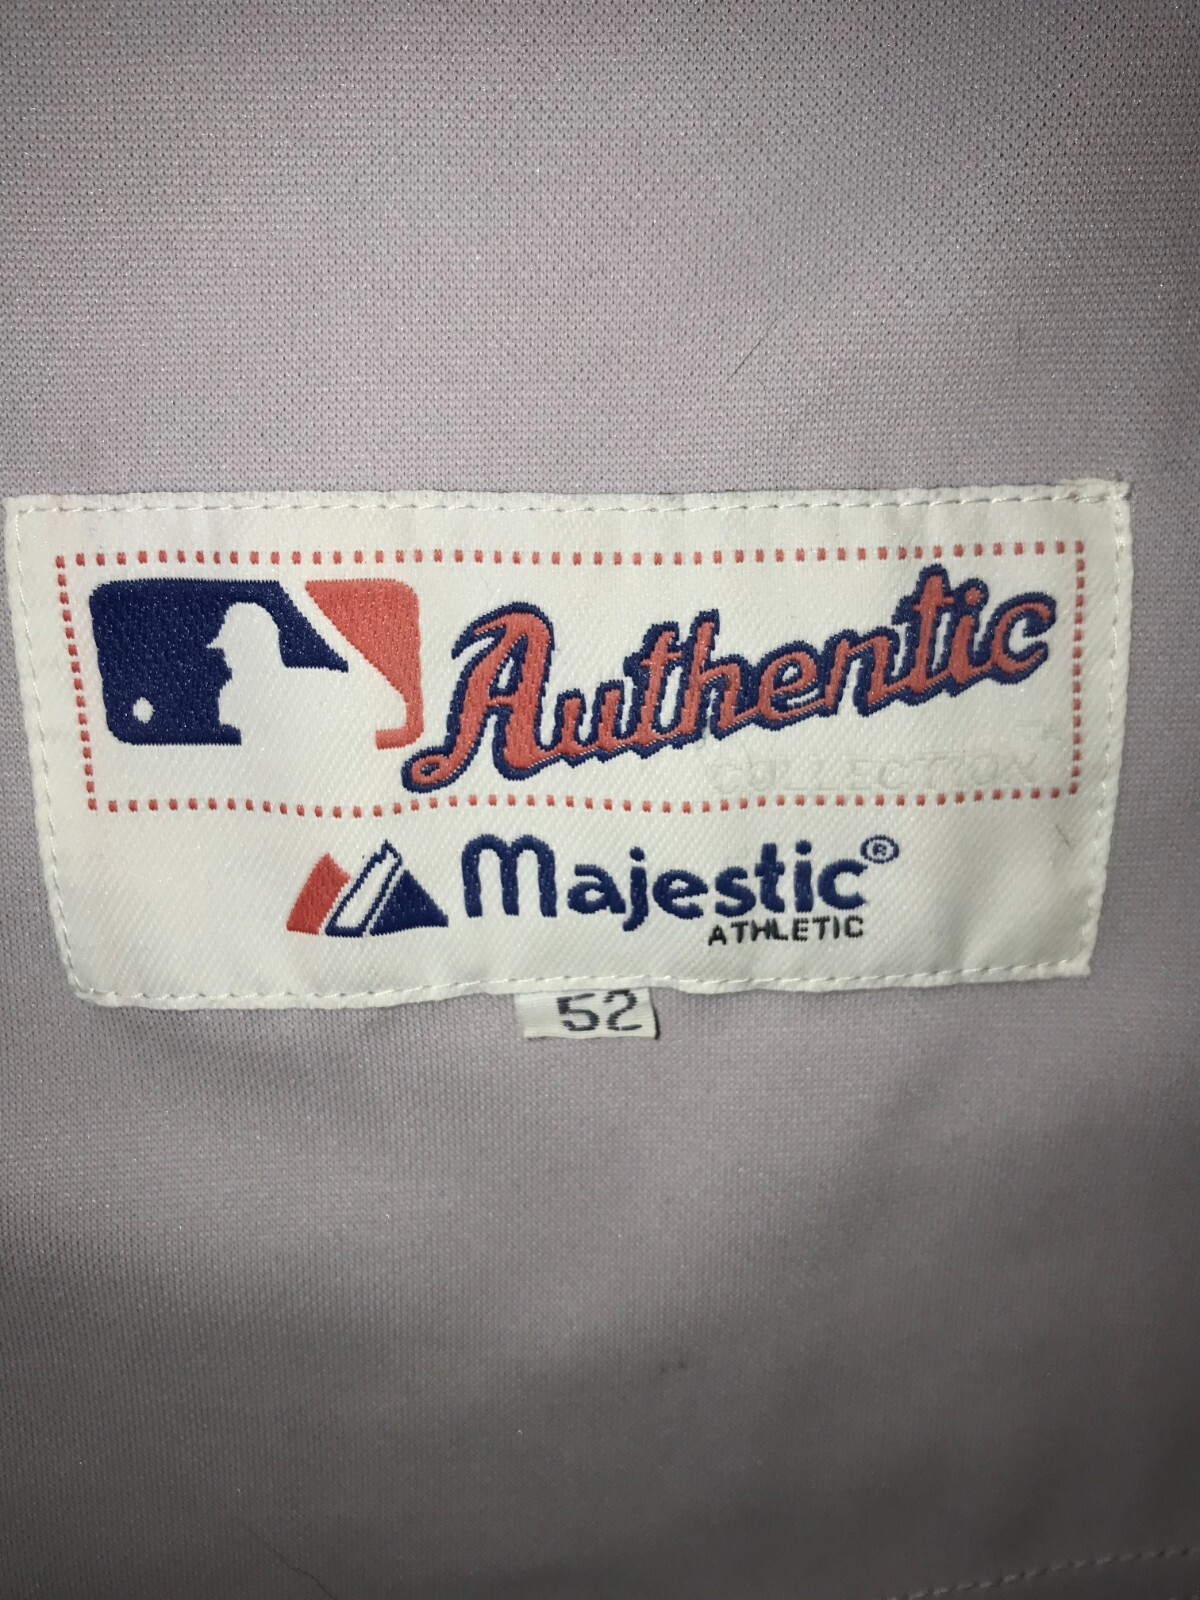 Authentic
COLLECTION
Majestic®
ATHLETIC
52